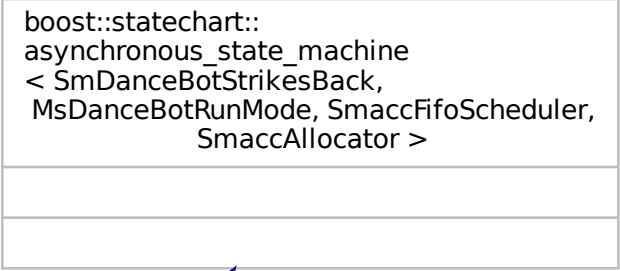 boost::statechart::
asynchronous_state_machine
< SmDanceBotStrikesBack,
MsDanceBotRunMode, SmaccFifoScheduler,
SmaccAllocator >